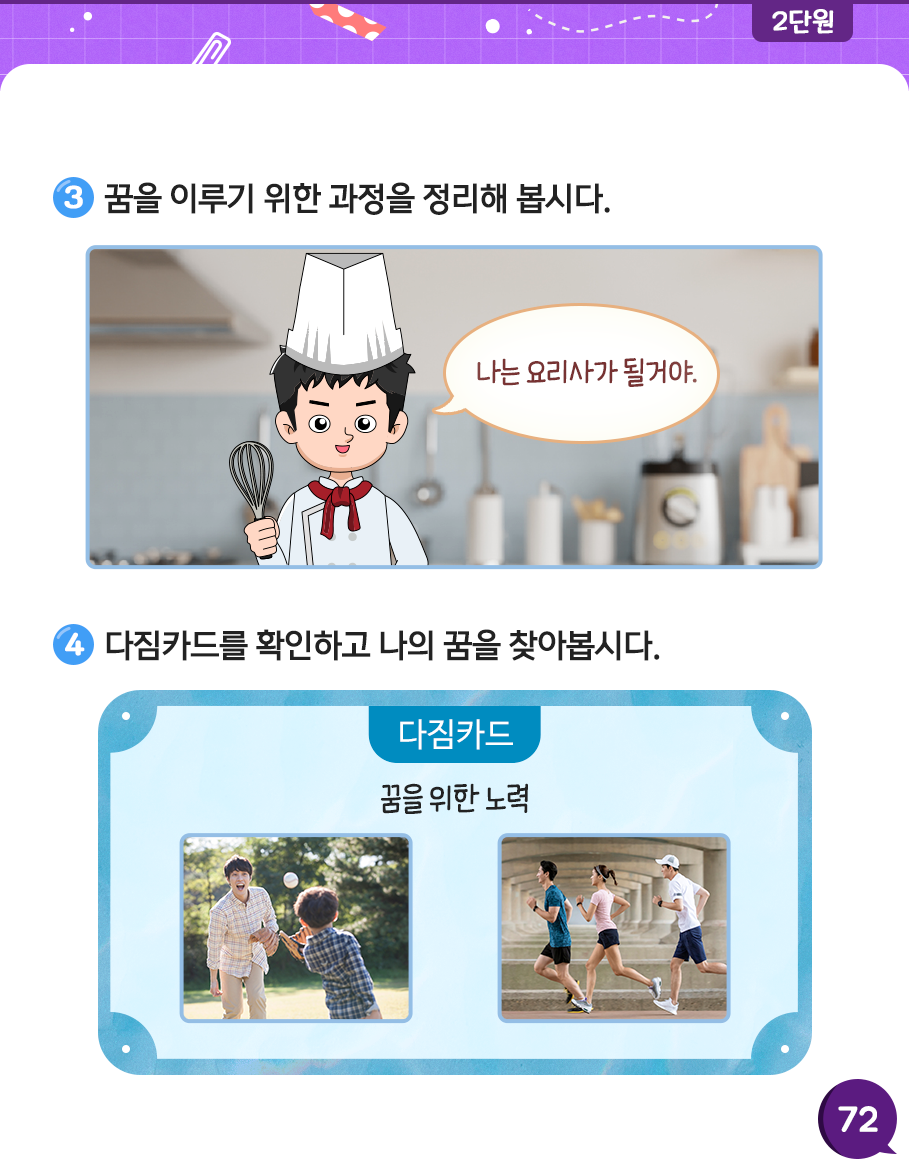 2단원
3 꿈을 이루기 위한 과정을 정리해 봅시다.
나는 요리사가 될거야.
4 다짐카드를 확인하고 나의 꿈을 찾아봅시다.
다짐카드
꿈을 위한 노력
72